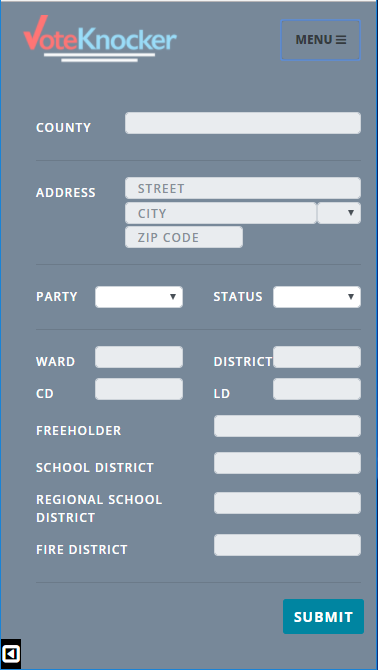 VoteKnocker
MENU
COUNTY
ADDRESS
STREET
CITY
ZIP CODE
PARTY
STATUS
WARD
DISTRICT
CD
LD
FREEHOLDER
SCHOOL DISTRICT
REGIONAL SCHOOL
DISTRICT
FIRE DISTRICT
SUBMIT